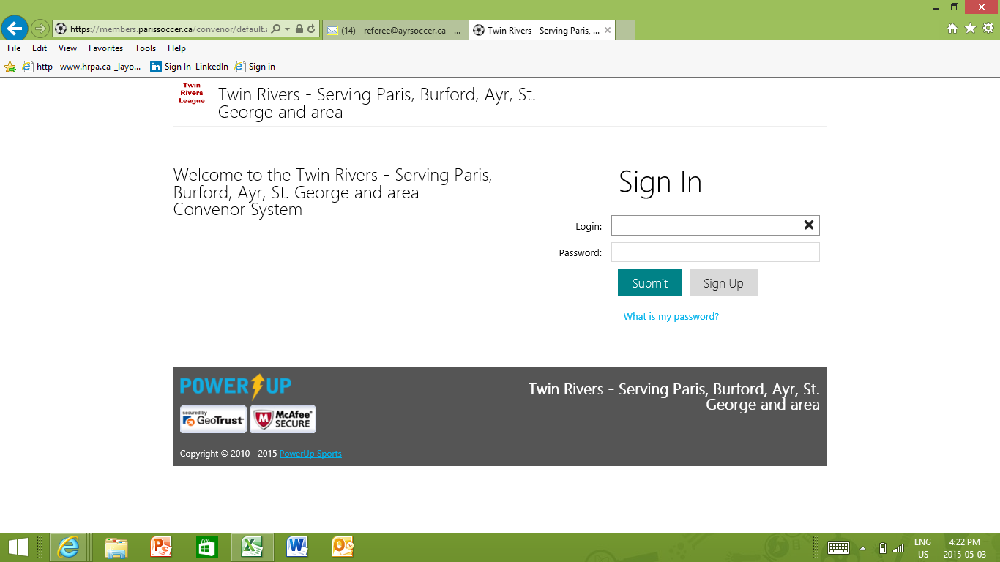 https://members.parissoccer.ca/convenor/default.
(14) - referee@ayrsoccer.ca - ...
Twin Rivers - Serving Paris, ...
File Edit View Favorites Tools Help
http--www.hrpa.ca-_layo...
Sign In LinkedIn
Sign in
Twin
Rivers
League
Twin Rivers - Serving Paris, Burford, Ayr, St.
George and area
Welcome to the Twin Rivers - Serving Paris,
Burford, Ayr, St. George and area
Convenor System
Sign In
Login:
Password:
Submit
Sign Up
What is my password?
POWER UP
secured by
GeoTrust
McAfee®
SECURE
Twin Rivers - Serving Paris, Burford, Ayr, St.
George and area
Copyright © 2010 - 2015 PowerUp Sports
ENG
US
4:22 PM
2015-05-03